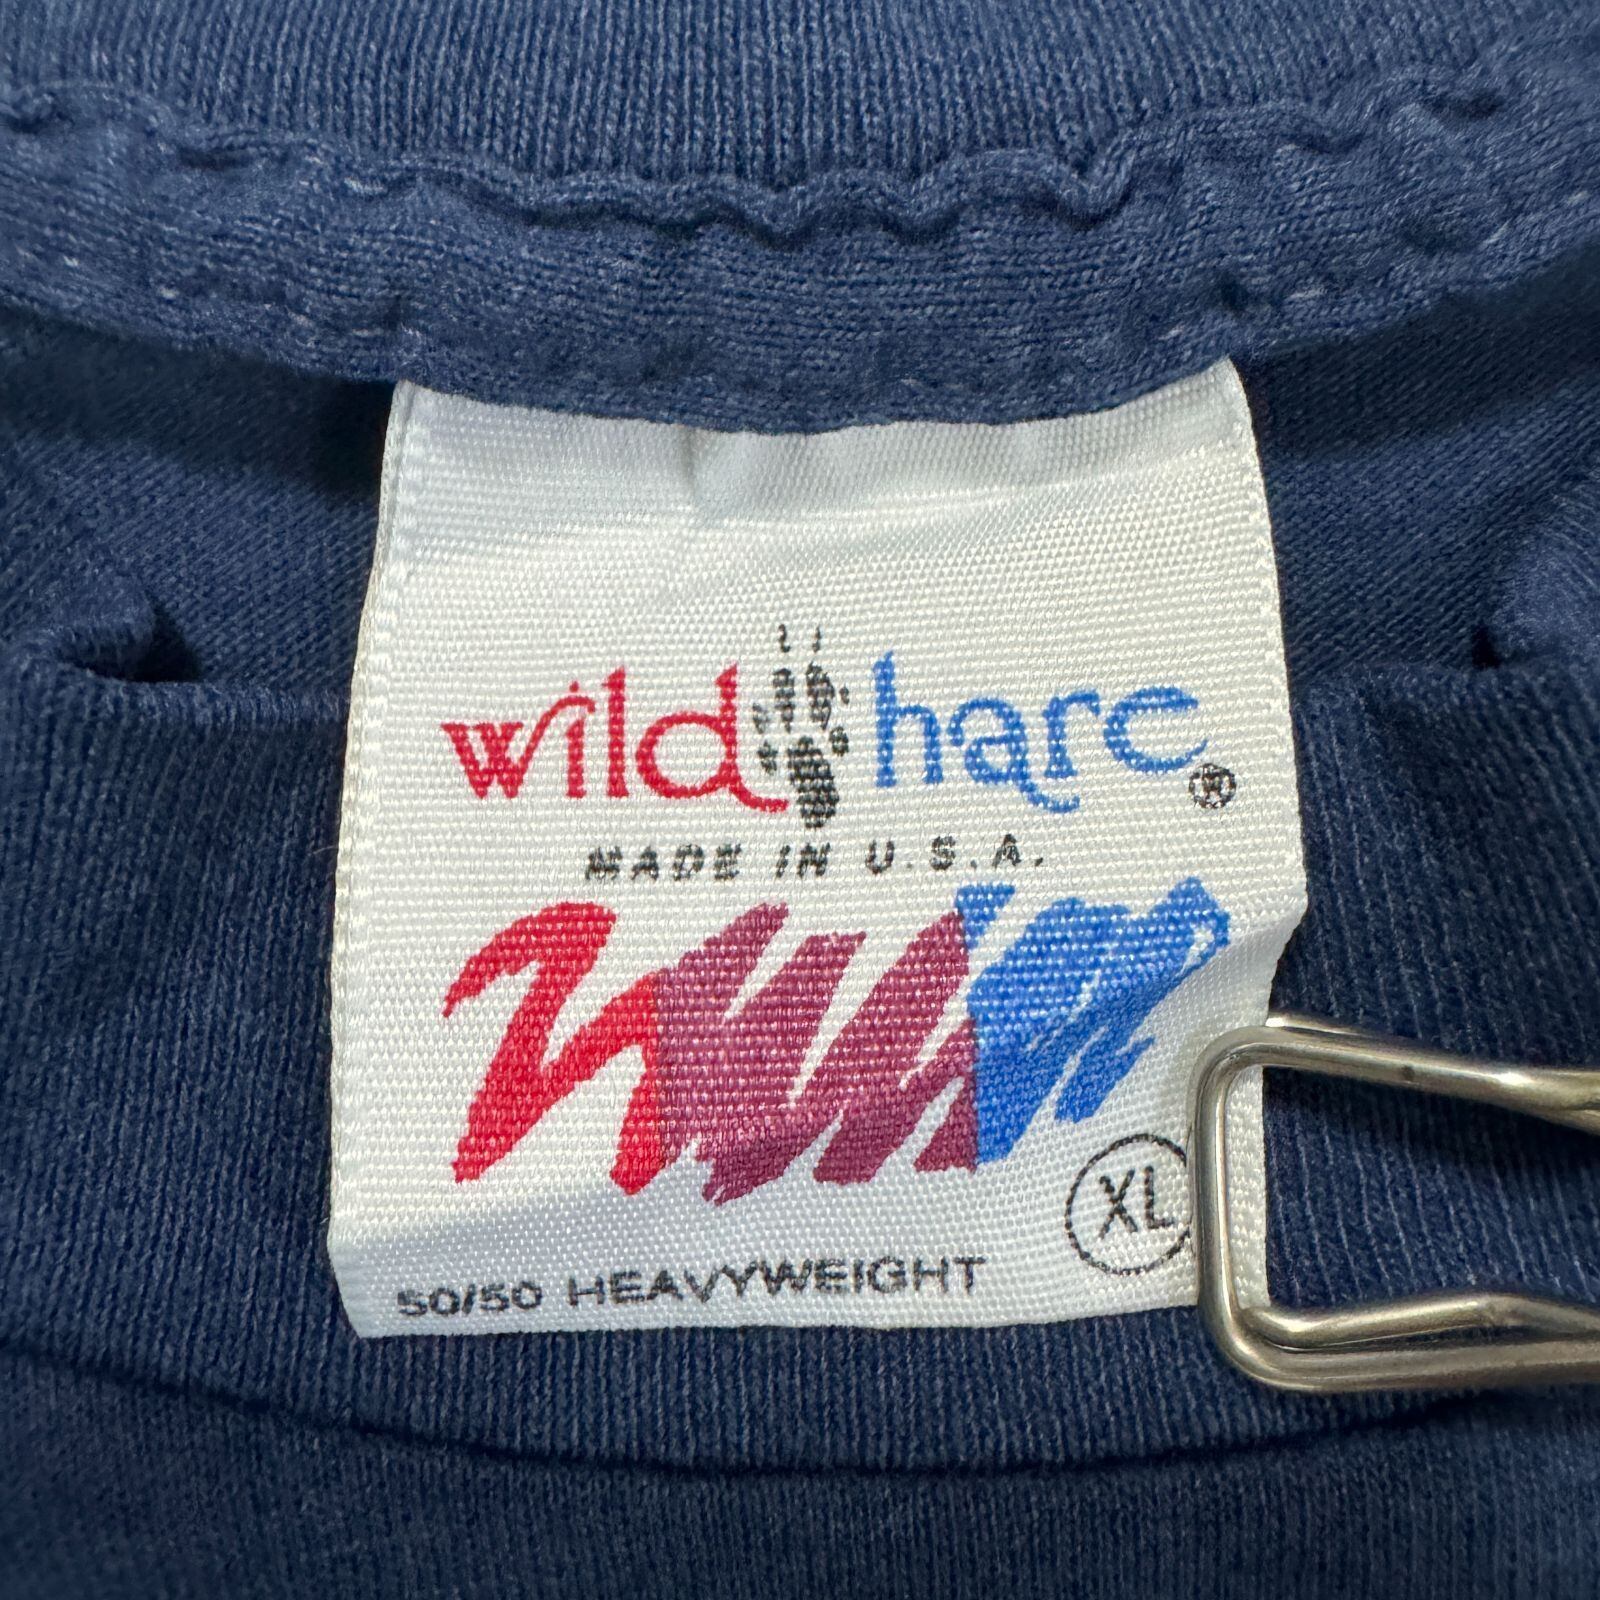 wild hare ®
MADE IN U.S.A.
XL
50/50 HEAVYWEIGHT